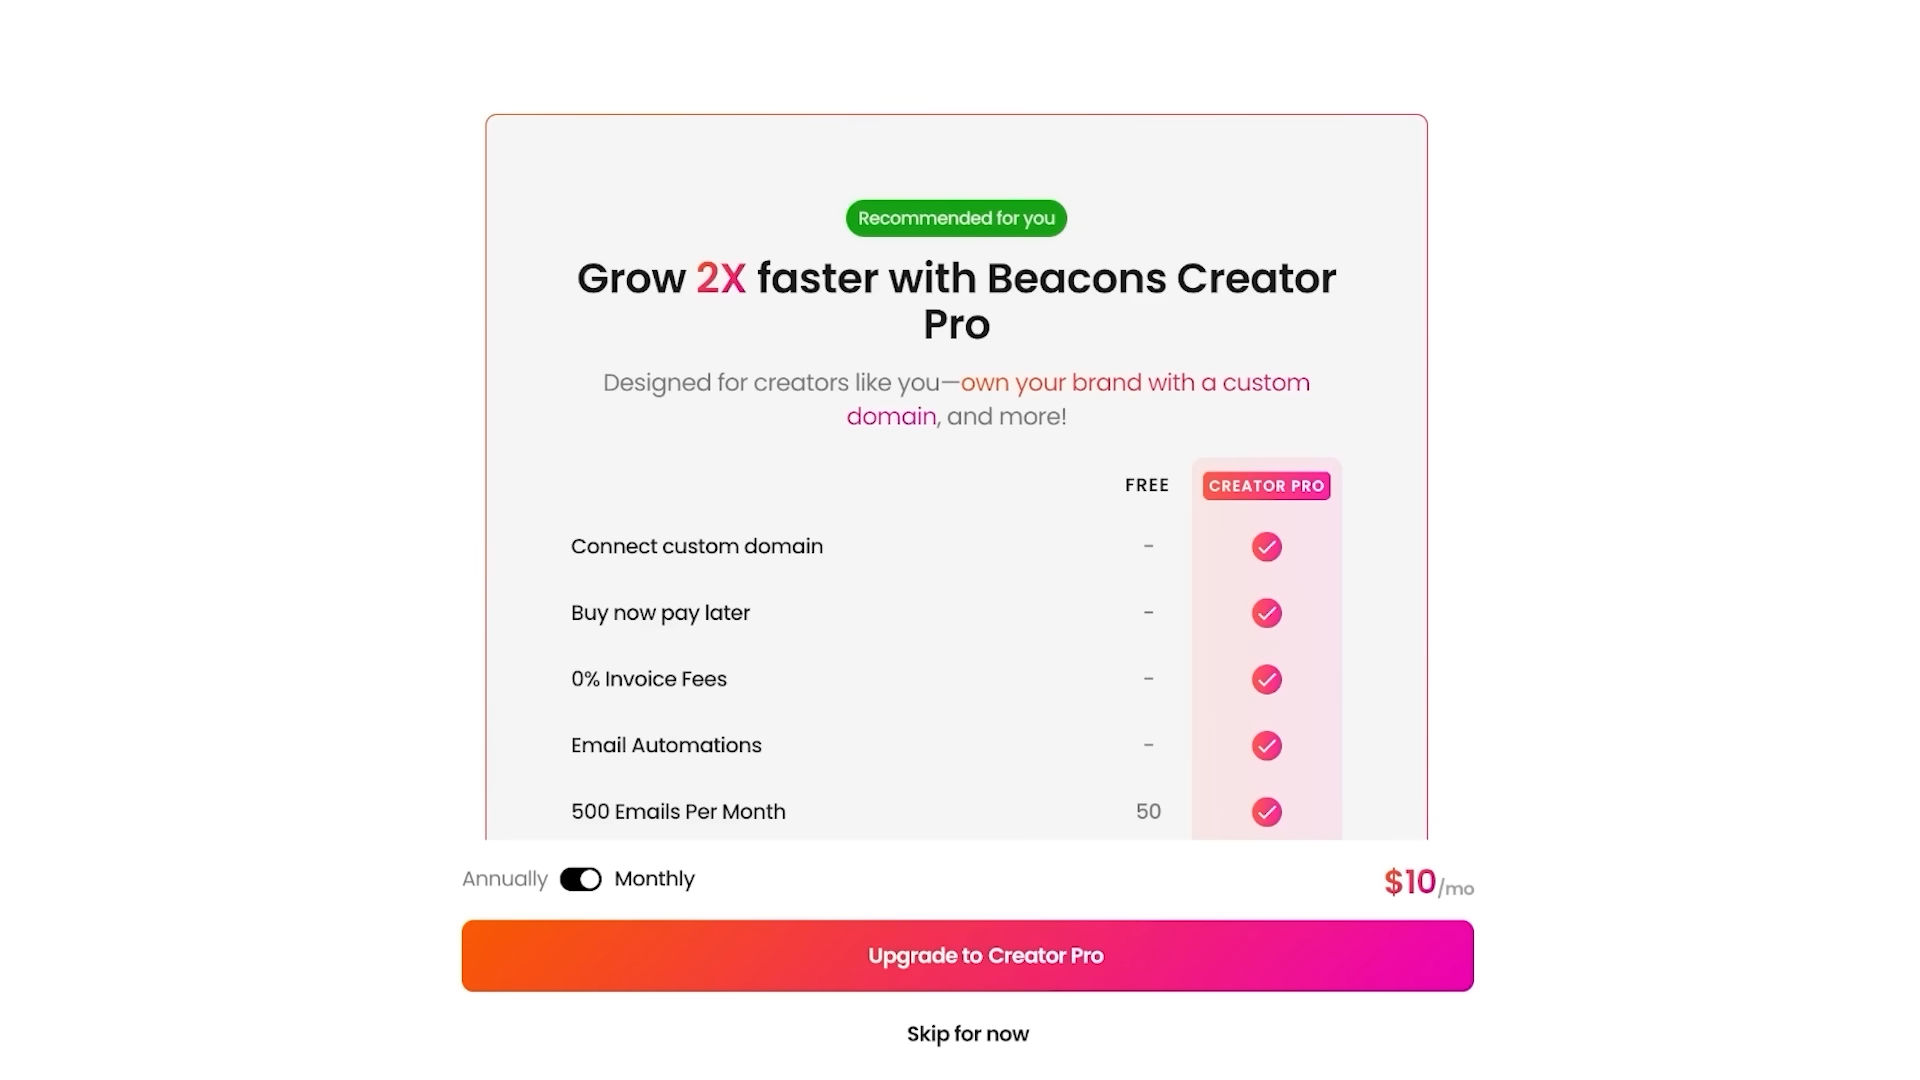 Recommended for you
Grow 2X faster with Beacons Creator
Pro
Designed for creators like you—own your brand with a custom
domain, and more!
FREE CREATOR PRO
Connect custom domain -
Buy now pay later -
0% Invoice Fees -
Email Automations -
500 Emails Per Month 50
Annually Monthly $10/mo
Upgrade to Creator Pro
Skip for now